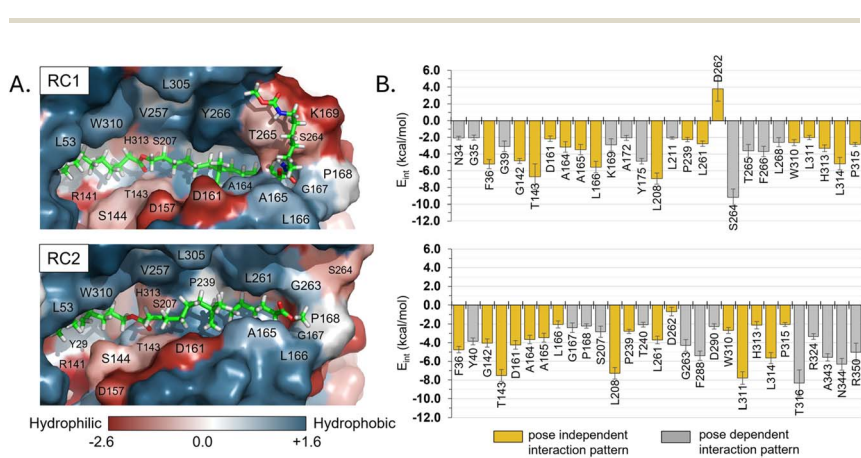 A.
RC1
L305
V257
Y266
K169
W310
L53
H313 S207
T265
S264
P168
R141
T143
A164
G167
S144
D157
D161
A165
L166
RC2
L305
S264
V257
L261
G263
W310
P239
L53
H313
S207
P168
A165
G167
Y29
T143
S144
D161
L166
R141
D157
Hydrophilic Hydrophobic
-2.6 0.0 +1.6
B.
6.0
4.0
2.0
0.0
-2.0
-4.0
-6.0
-8.0
-10.0
-12.0
Eint (kcal/mol)
N34 G35 F36 G39 G142 T143 D161 A164 A165 L166 K169 A172 Y175 L208 L211 P239 L261 D262 S264 T265 F266 L268 W310 L311 H313 L314 P315
6.0
4.0
2.0
0.0
-2.0
-4.0
-6.0
-8.0
-10.0
-12.0
Eint (kcal/mol)
F36 Y40 G142 T143 D161 A164 A165 L166 G167 P168 S207 L208 P239 T240 L261 D262 G263 F288 D290 W310 L311 H313 L314 P315 T316 R324 A343 N344 R350
pose independent
interaction pattern
pose dependent
interaction pattern